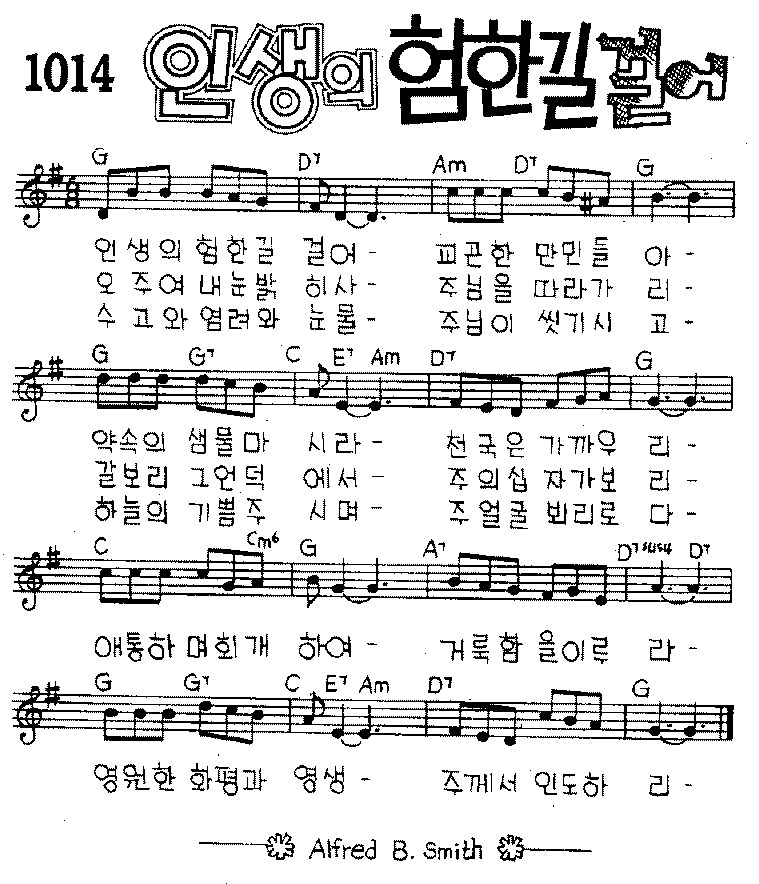 1014 인생의 험한길 걸어
G D7 Am D7 G
인생의 험한길 걸어- 피곤한 만민들 아-
오 주여 내눈밝 히사- 주님을 따라가 리-
수고와 염려와 눈물- 주님이 씻기시 고-
G G7 C E7 Am D7 G
약속의 샘물마 시라- 천국은 가까우 리-
갈보리 그언덕 에서- 주의십 자가보 리-
하늘의 기쁨주 시며- 주얼굴 뵈리로 다-
C Cm6 G A7 D7sus4 D7
애통하 며회개 하여- 거룩함 을이루 라-
G G7 C E7 Am D7 G
영원한 화평과 영생- 주께서 인도하 리-
Alfred B. Smith